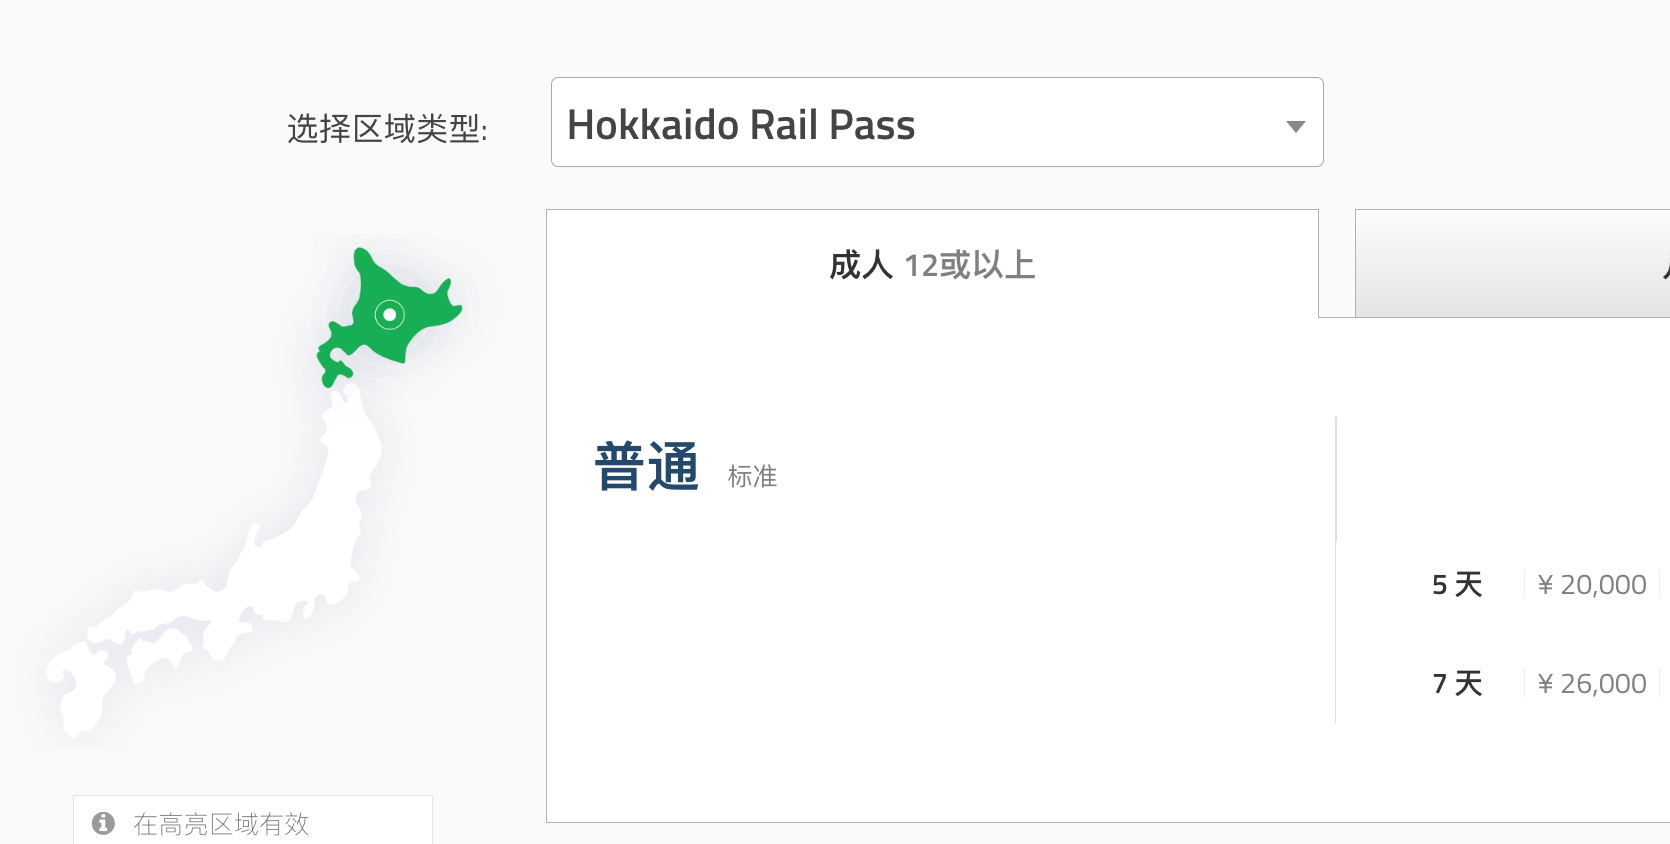 选择区域类型:
Hokkaido Rail Pass
成人 12或以上
普通 标准
5 天 ¥ 20,000
7 天 ¥ 26,000
在高亮区域有效